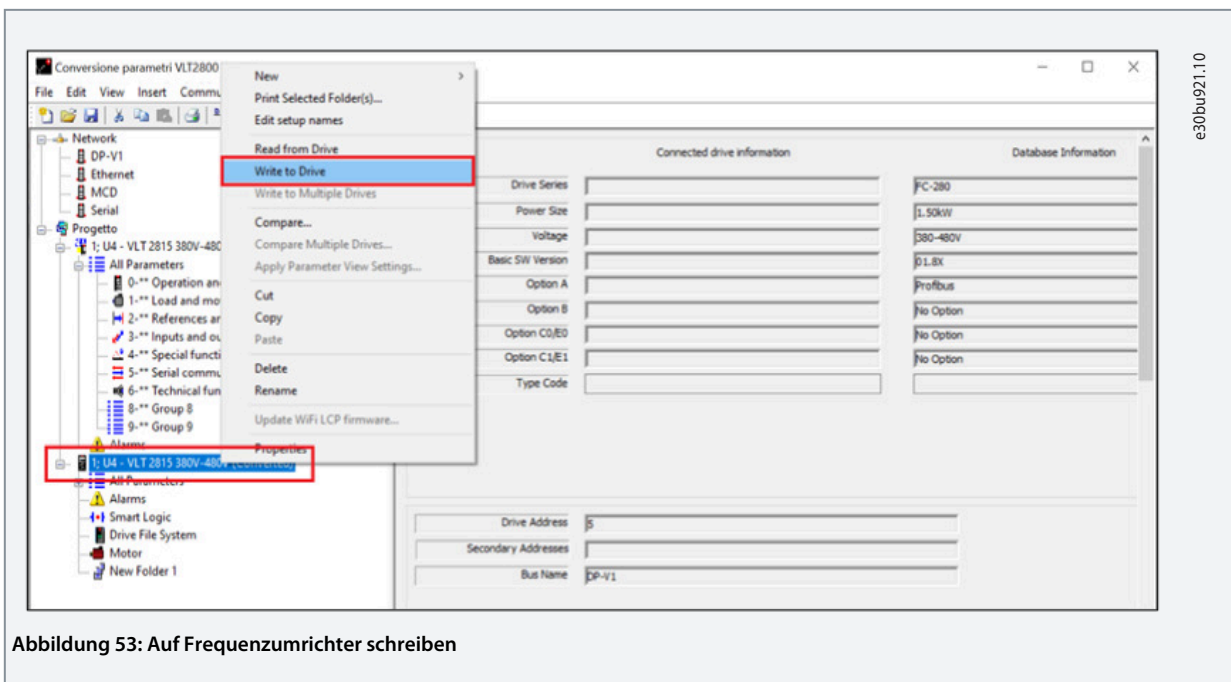 Conversione parametri VLT2800
File Edit View Insert Commu
Network
DP-V1
Ethernet
MCD
Serial
Progetto
1; U4 - VLT 2815 380V-480
All Parameters
0-** Operation an
1-** Load and mo
2-** References ar
3-** Inputs and ou
4-** Special functi
5-** Serial commu
6-** Technical fun
8-** Group 8
9-** Group 9
Alarms
1; U4 - VLT 2815 380V-480V (Converted)
All Parameters
Alarms
Smart Logic
Drive File System
Motor
New Folder 1
New
Print Selected Folder(s)...
Edit setup names
Read from Drive
Write to Drive
Write to Multiple Drives
Compare...
Compare Multiple Drives...
Apply Parameter View Settings...
Cut
Copy
Paste
Delete
Rename
Update WiFi LCP firmware...
Properties
Connected drive information Database Information
Drive Series FC-280
Power Size 1.50kW
Voltage 380-480V
Basic SW Version 01.8X
Option A Profibus
Option B No Option
Option C0/E0 No Option
Option C1/E1 No Option
Type Code
Drive Address 5
Secondary Addresses
Bus Name DP-V1
e30bu921.10
Abbildung 53: Auf Frequenzumrichter schreiben